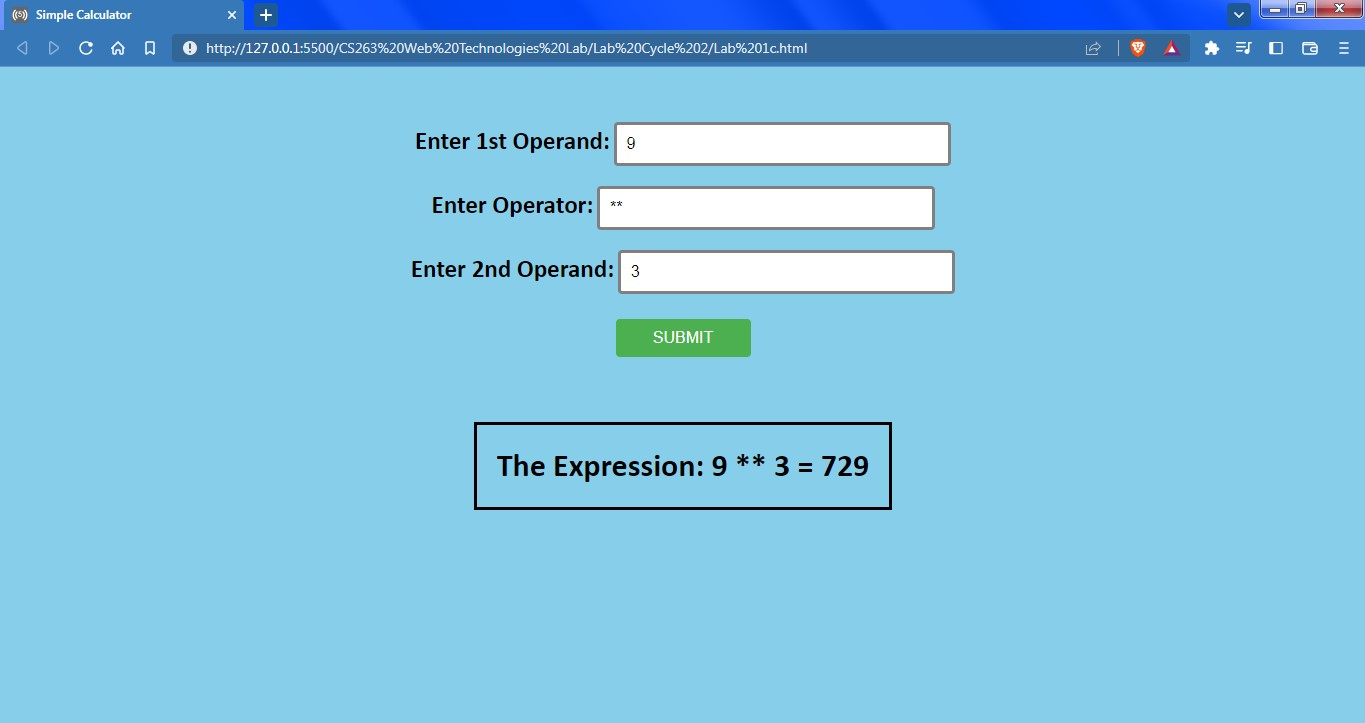 Simple Calculator
http://127.0.0.1:5500/CS263%20Web%20Technologies%20Lab/Lab%20Cycle%202/Lab%201c.html
Enter 1st Operand: 9
Enter Operator: **
Enter 2nd Operand: 3
SUBMIT
The Expression: 9 ** 3 = 729